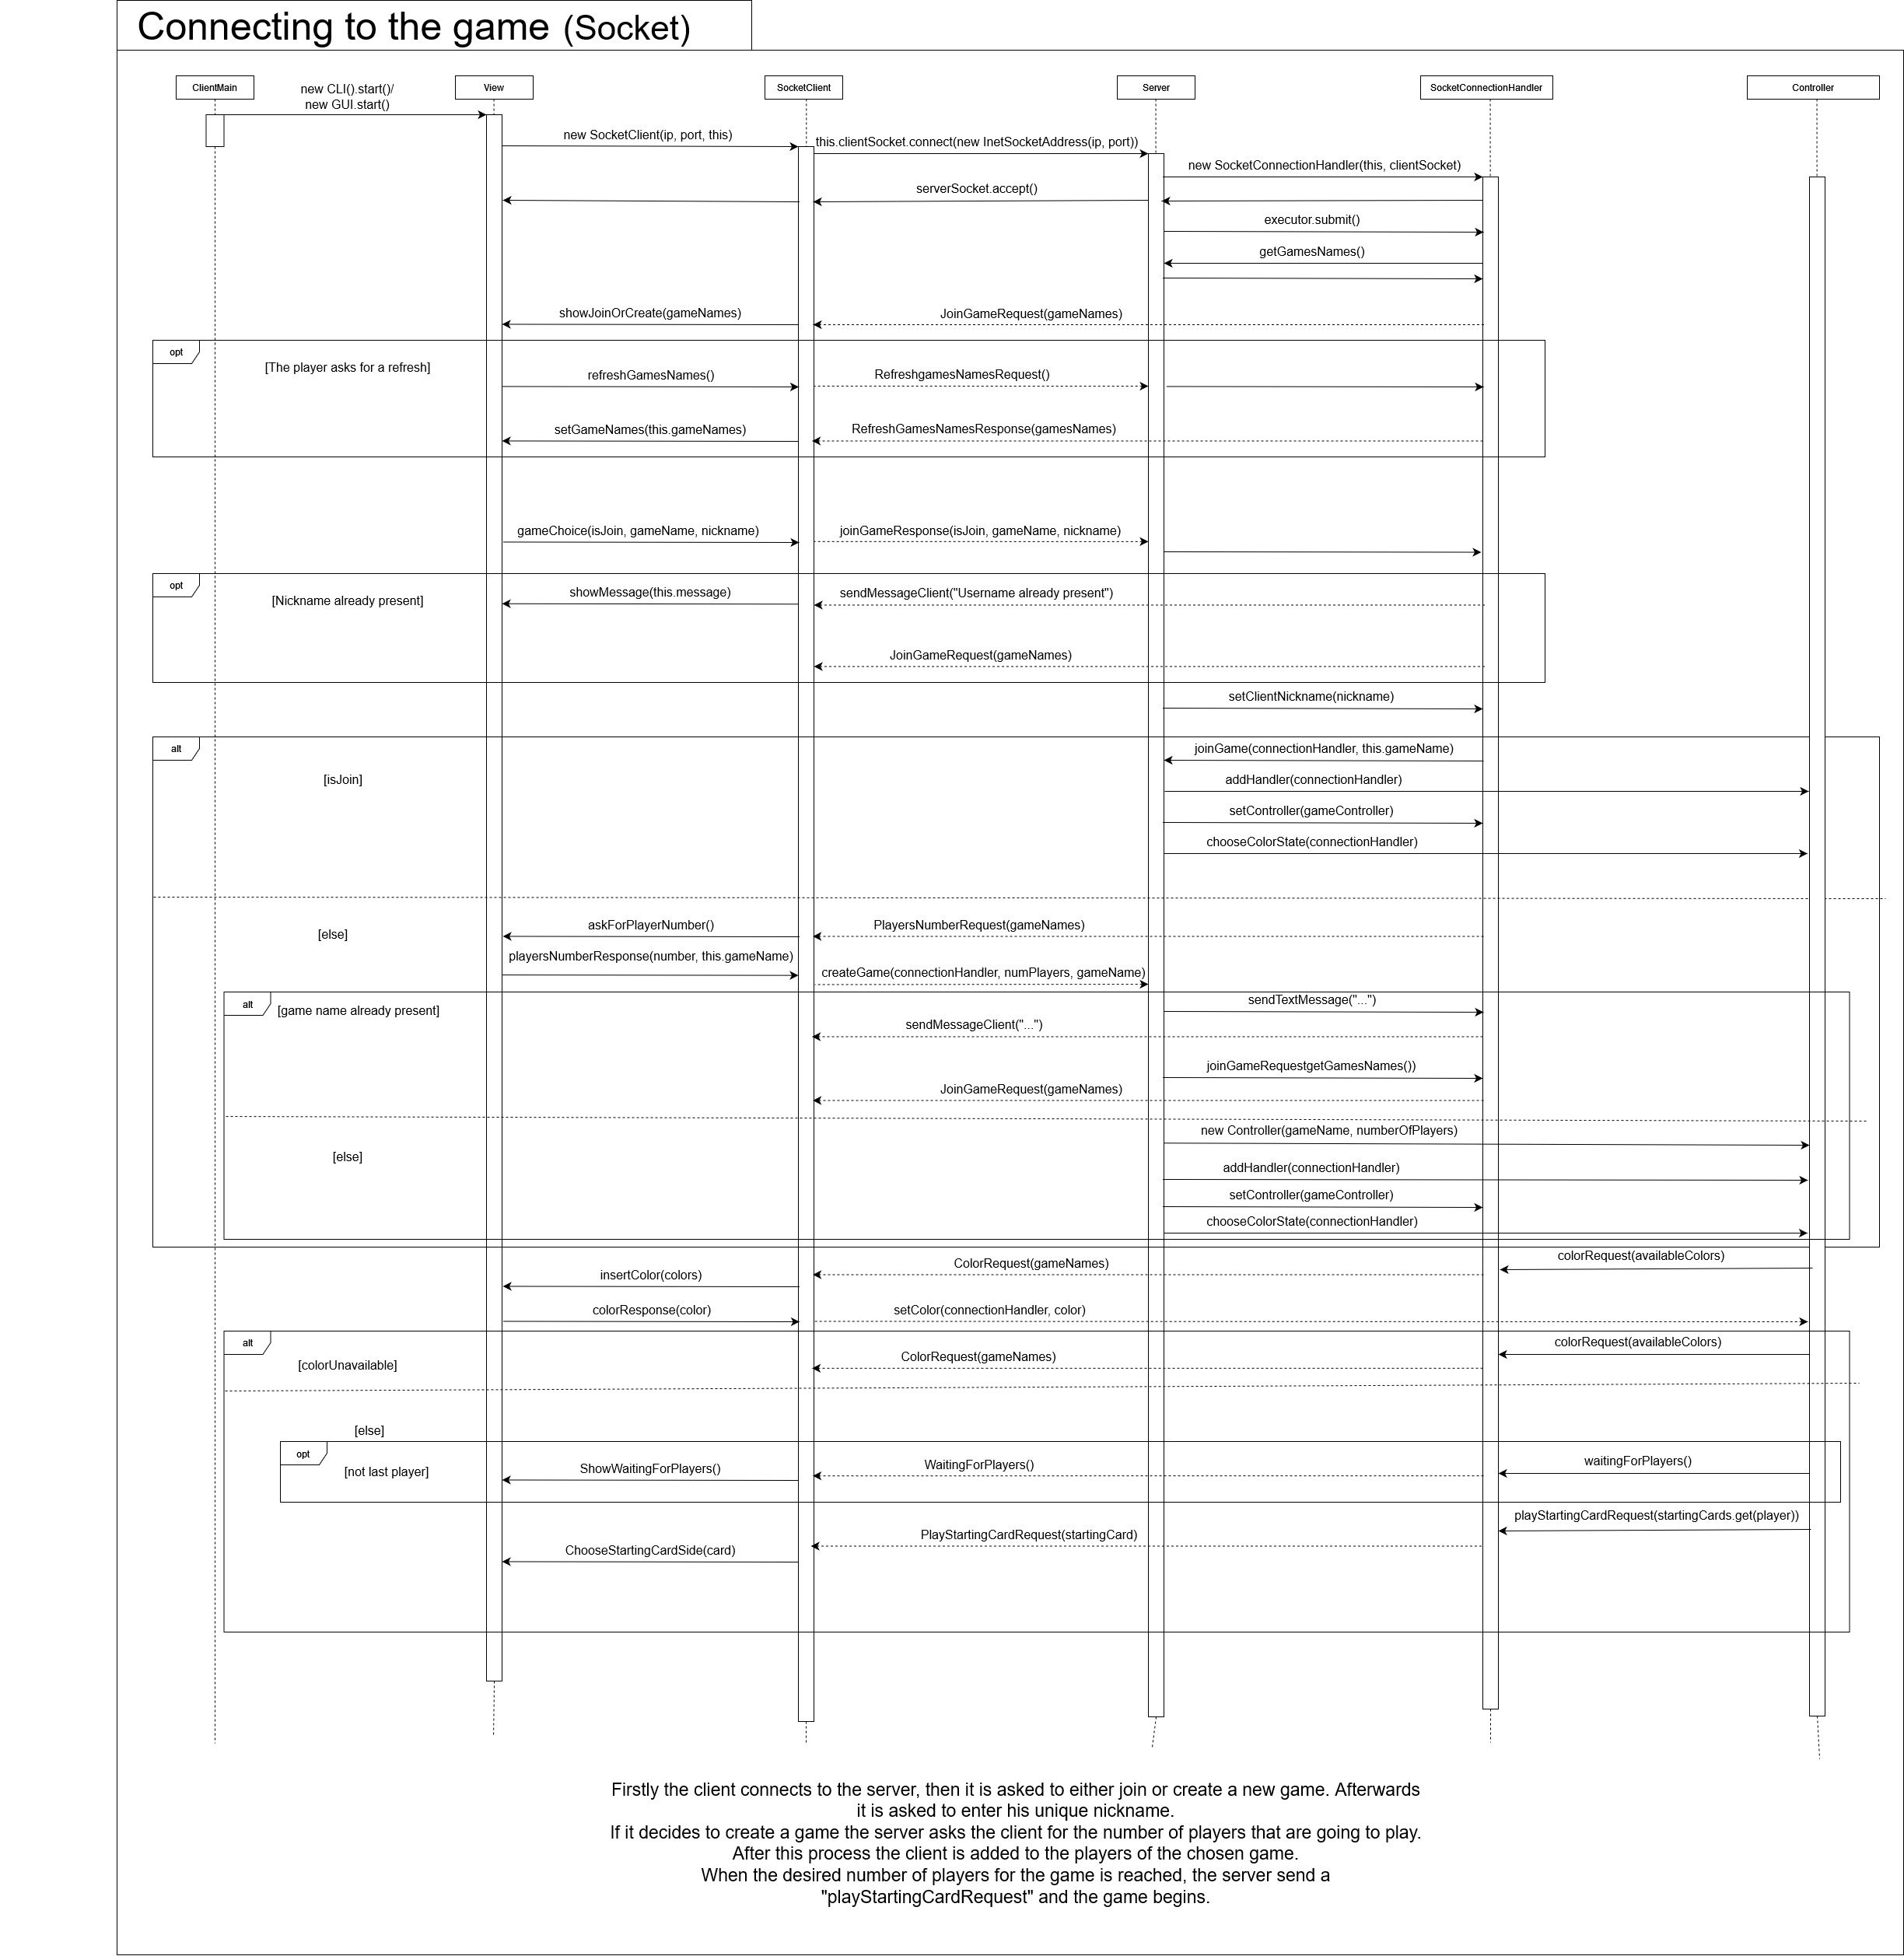 Connecting to the game (Socket)
ClientMain
new CLI().start()/
new GUI.start()
View
SocketClient
Server
SocketConnectionHandler
Controller
new SocketClient(ip, port, this)
this.clientSocket.connect(new InetSocketAddress(ip, port))
new SocketConnectionHandler(this, clientSocket)
serverSocket.accept()
executor.submit()
getGamesNames()
showJoinOrCreate(gameNames)
JoinGameRequest(gameNames)
opt
[The player asks for a refresh]
refreshGamesNames()
RefreshgamesNamesRequest()
setGameNames(this.gameNames)
RefreshGamesNamesResponse(gamesNames)
gameChoice(isJoin, gameName, nickname)
joinGameResponse(isJoin, gameName, nickname)
opt
[Nickname already present]
showMessage(this.message)
sendMessageClient("Username already present")
JoinGameRequest(gameNames)
setClientNickname(nickname)
alt
joinGame(connectionHandler, this.gameName)
[isJoin]
addHandler(connectionHandler)
setController(gameController)
chooseColorState(connectionHandler)
[else]
askForPlayerNumber()
PlayersNumberRequest(gameNames)
playersNumberResponse(number, this.gameName)
createGame(connectionHandler, numPlayers, gameName)
alt
[game name already present]
sendTextMessage("...")
sendMessageClient("...")
joinGameRequestgetGamesNames())
JoinGameRequest(gameNames)
new Controller(gameName, numberOfPlayers)
[else]
addHandler(connectionHandler)
setController(gameController)
chooseColorState(connectionHandler)
colorRequest(availableColors)
ColorRequest(gameNames)
insertColor(colors)
colorResponse(color)
setColor(connectionHandler, color)
alt
colorRequest(availableColors)
[colorUnavailable]
ColorRequest(gameNames)
[else]
opt
[not last player]
ShowWaitingForPlayers()
WaitingForPlayers()
waitingForPlayers()
playStartingCardRequest(startingCards.get(player))
PlayStartingCardRequest(startingCard)
ChooseStartingCardSide(card)
Firstly the client connects to the server, then it is asked to either join or create a new game. Afterwards
it is asked to enter his unique nickname.
If it decides to create a game the server asks the client for the number of players that are going to play.
After this process the client is added to the players of the chosen game.
When the desired number of players for the game is reached, the server send a
"playStartingCardRequest" and the game begins.